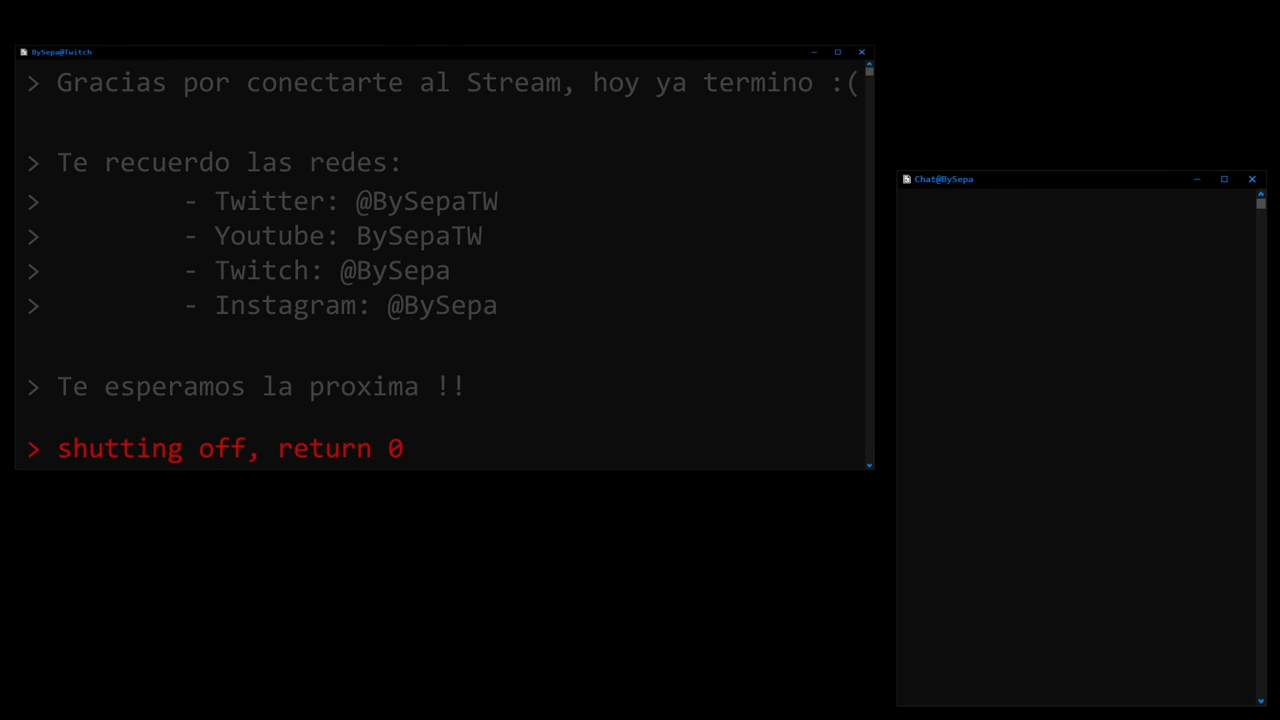 BySepa@Twitch
> Gracias por conectarte al Stream, hoy ya termino :(
> Te recuerdo las redes:
> - Twitter: @BySepaTW
> - Youtube: BySepaTW
> - Twitch: @BySepa
> - Instagram: @BySepa
> Te esperamos la proxima !!
> shutting off, return 0
Chat@BySepa